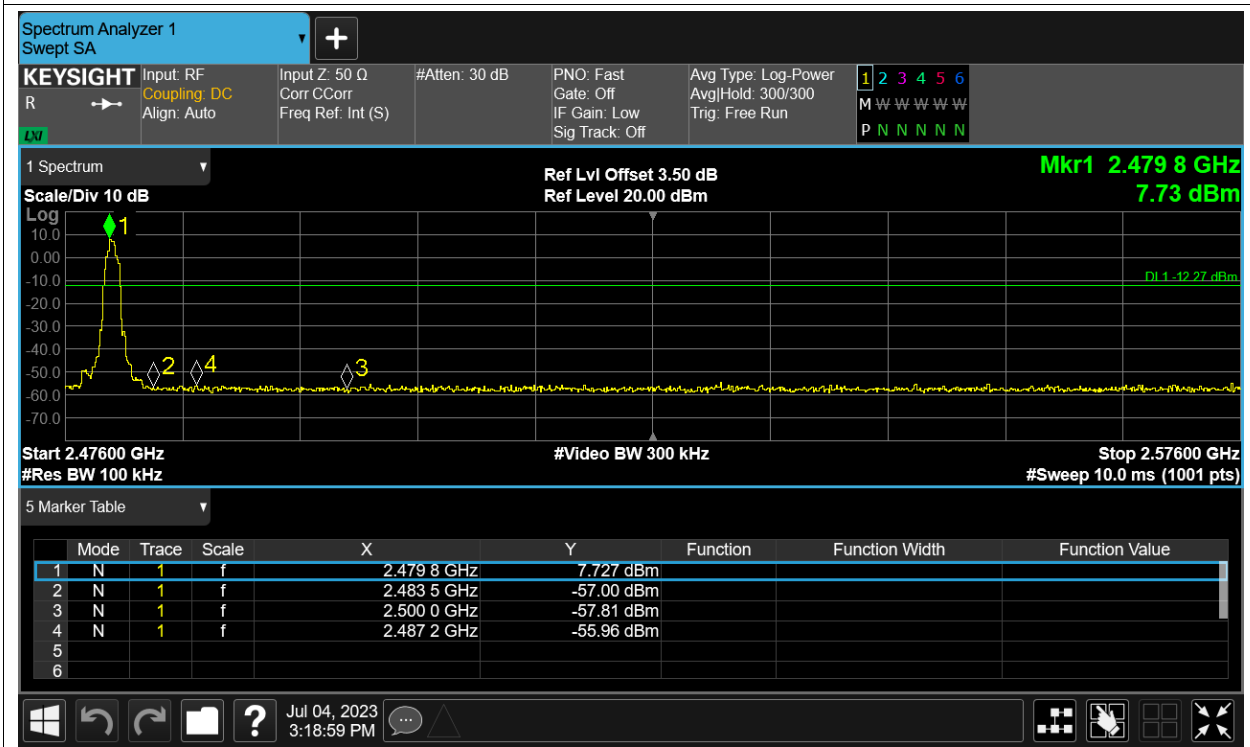 Spectrum Analyzer 1
Swept SA
+
KEYSIGHT Input: RF Input Z: 50 Ω #Atten: 30 dB PNO: Fast Avg Type: Log-Power 1 2 3 4 5 6
R Coupling: DC Corr CCorr Gate: Off Avg|Hold: 300/300 M W W W W W W
Align: Auto Freq Ref: Int (S) IF Gain: Low Trig: Free Run
LXI Sig Track: Off P N N N N N N
1 Spectrum Ref Lvl Offset 3.50 dB Mkr1 2.479 8 GHz
Scale/Div 10 dB Ref Level 20.00 dBm 7.73 dBm
Log
1
10.0
0.00
-10.0 DL1 -12.27 dBm
-20.0
-30.0
-40.0
2 4 3
-50.0
-60.0
-70.0
Start 2.47600 GHz #Video BW 300 kHz Stop 2.57600 GHz
#Res BW 100 kHz #Sweep 10.0 ms (1001 pts)
5 Marker Table
Mode Trace Scale X Y Function Function Width Function Value
1 N 1 f 2.479 8 GHz 7.727 dBm
2 N 1 f 2.483 5 GHz -57.00 dBm
3 N 1 f 2.500 0 GHz -57.81 dBm
4 N 1 f 2.487 2 GHz -55.96 dBm
5
6
? Jul 04, 2023
3:18:59 PM